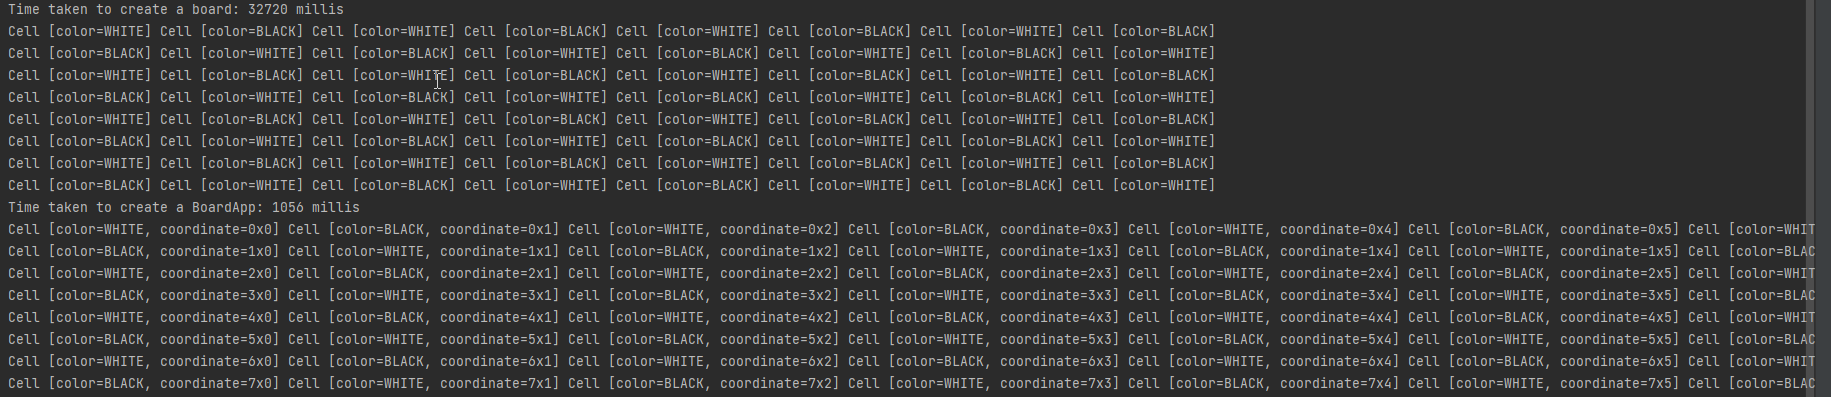 Time taken to create a board: 32720 millis
Cell [color=WHITE] Cell [color=BLACK] Cell [color=WHITE] Cell [color=BLACK] Cell [color=WHITE] Cell [color=BLACK] Cell [color=WHITE] Cell [color=BLACK]
Cell [color=BLACK] Cell [color=WHITE] Cell [color=BLACK] Cell [color=WHITE] Cell [color=BLACK] Cell [color=WHITE] Cell [color=BLACK] Cell [color=WHITE]
Cell [color=WHITE] Cell [color=BLACK] Cell [color=WHITE] Cell [color=BLACK] Cell [color=WHITE] Cell [color=BLACK] Cell [color=WHITE] Cell [color=BLACK]
Cell [color=BLACK] Cell [color=WHITE] Cell [color=BLACK] Cell [color=WHITE] Cell [color=BLACK] Cell [color=WHITE] Cell [color=BLACK] Cell [color=WHITE]
Cell [color=WHITE] Cell [color=BLACK] Cell [color=WHITE] Cell [color=BLACK] Cell [color=WHITE] Cell [color=BLACK] Cell [color=WHITE] Cell [color=BLACK]
Cell [color=BLACK] Cell [color=WHITE] Cell [color=BLACK] Cell [color=WHITE] Cell [color=BLACK] Cell [color=WHITE] Cell [color=BLACK] Cell [color=WHITE]
Cell [color=WHITE] Cell [color=BLACK] Cell [color=WHITE] Cell [color=BLACK] Cell [color=WHITE] Cell [color=BLACK] Cell [color=WHITE] Cell [color=BLACK]
Cell [color=BLACK] Cell [color=WHITE] Cell [color=BLACK] Cell [color=WHITE] Cell [color=BLACK] Cell [color=WHITE] Cell [color=BLACK] Cell [color=WHITE]
Time taken to create a BoardApp: 1056 millis
Cell [color=WHITE, coordinate=0x0] Cell [color=BLACK, coordinate=0x1] Cell [color=WHITE, coordinate=0x2] Cell [color=BLACK, coordinate=0x3] Cell [color=WHITE, coordinate=0x4] Cell [color=BLACK, coordinate=0x5] Cell [color=WHIT
Cell [color=BLACK, coordinate=1x0] Cell [color=WHITE, coordinate=1x1] Cell [color=BLACK, coordinate=1x2] Cell [color=WHITE, coordinate=1x3] Cell [color=BLACK, coordinate=1x4] Cell [color=WHITE, coordinate=1x5] Cell [color=BLAC
Cell [color=WHITE, coordinate=2x0] Cell [color=BLACK, coordinate=2x1] Cell [color=WHITE, coordinate=2x2] Cell [color=BLACK, coordinate=2x3] Cell [color=WHITE, coordinate=2x4] Cell [color=BLACK, coordinate=2x5] Cell [color=WHIT
Cell [color=BLACK, coordinate=3x0] Cell [color=WHITE, coordinate=3x1] Cell [color=BLACK, coordinate=3x2] Cell [color=WHITE, coordinate=3x3] Cell [color=BLACK, coordinate=3x4] Cell [color=WHITE, coordinate=3x5] Cell [color=BLAC
Cell [color=WHITE, coordinate=4x0] Cell [color=BLACK, coordinate=4x1] Cell [color=WHITE, coordinate=4x2] Cell [color=BLACK, coordinate=4x3] Cell [color=WHITE, coordinate=4x4] Cell [color=BLACK, coordinate=4x5] Cell [color=WHIT
Cell [color=BLACK, coordinate=5x0] Cell [color=WHITE, coordinate=5x1] Cell [color=BLACK, coordinate=5x2] Cell [color=WHITE, coordinate=5x3] Cell [color=BLACK, coordinate=5x4] Cell [color=WHITE, coordinate=5x5] Cell [color=BLAC
Cell [color=WHITE, coordinate=6x0] Cell [color=BLACK, coordinate=6x1] Cell [color=WHITE, coordinate=6x2] Cell [color=BLACK, coordinate=6x3] Cell [color=WHITE, coordinate=6x4] Cell [color=BLACK, coordinate=6x5] Cell [color=WHIT
Cell [color=BLACK, coordinate=7x0] Cell [color=WHITE, coordinate=7x1] Cell [color=BLACK, coordinate=7x2] Cell [color=WHITE, coordinate=7x3] Cell [color=BLACK, coordinate=7x4] Cell [color=WHITE, coordinate=7x5] Cell [color=BLAC